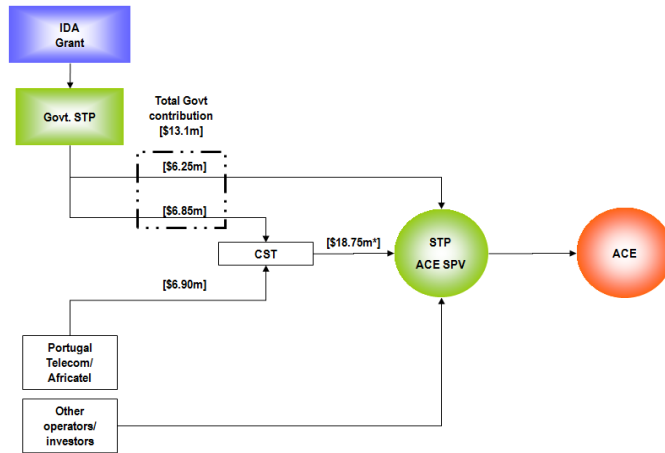 IDA
Grant
Govt. STP
Total Govt
contribution
[$13.1m]
[$6.25m]
[$6.85m]
[$18.75m*]
CST
STP
ACE SPV
ACE
[$6.90m]
Portugal
Telecom/
Africatel
Other
operators/
investors